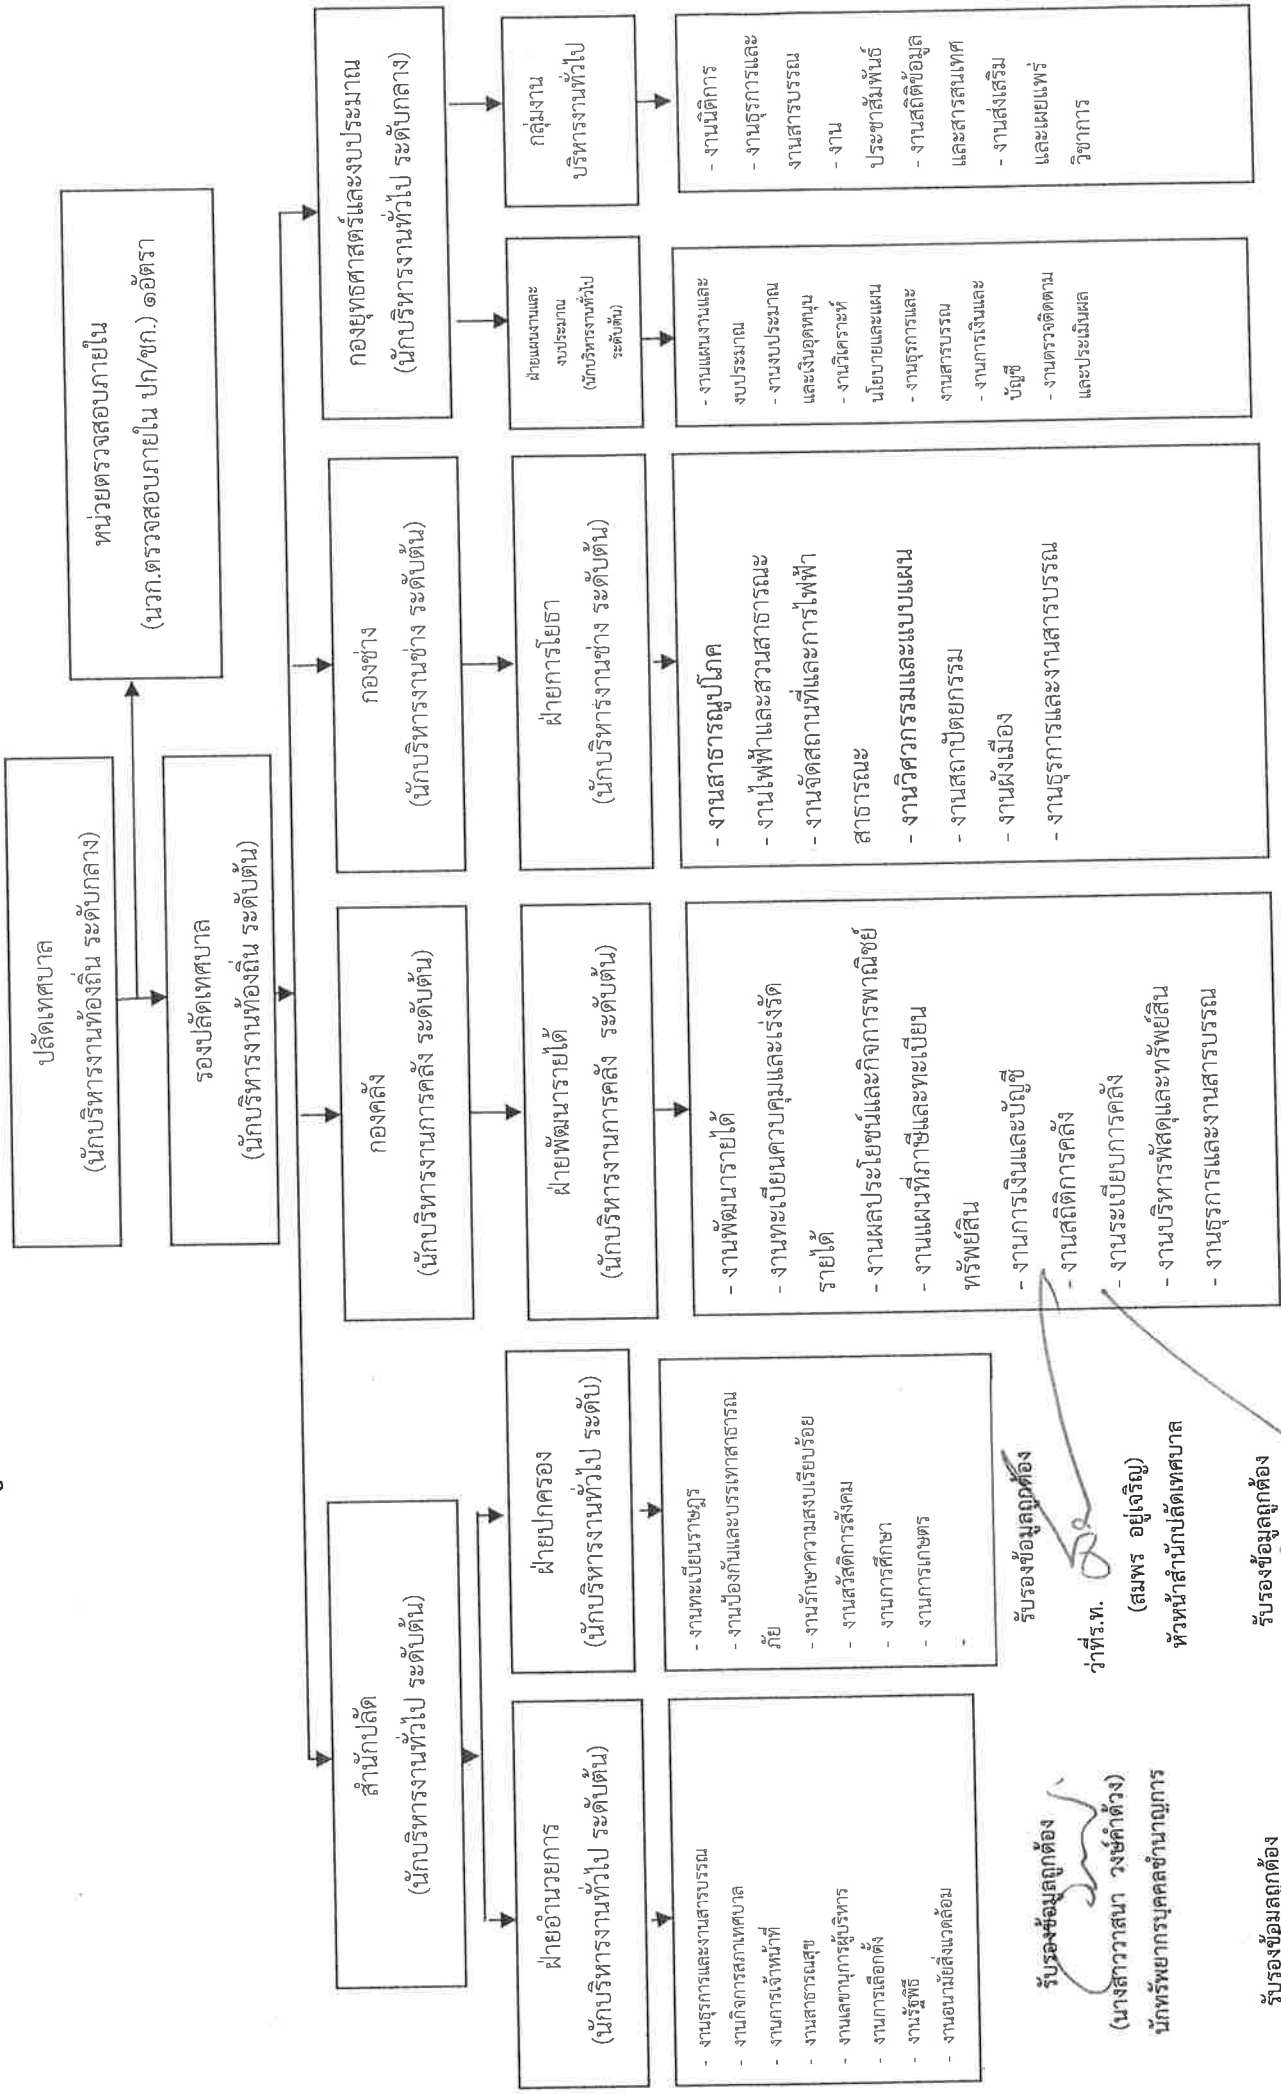 ปลัดเทศบาล
(นักบริหารงานท้องถิ่น ระดับกลาง)
หน่วยตรวจสอบภายใน
(นวก.ตรวจสอบภายใน ปก/ชก.) ๑อัตรา
รองปลัดเทศบาล
(นักบริหารงานท้องถิ่น ระดับต้น)
สำนักปลัด
(นักบริหารงานทั่วไป ระดับต้น)
กองคลัง
(นักบริหารงานการคลัง ระดับต้น)
กองช่าง
(นักบริหารงานช่าง ระดับต้น)
กองยุทธศาสตร์และงบประมาณ
(นักบริหารงานทั่วไป ระดับกลาง)
ฝ่ายอำนวยการ
(นักบริหารงานทั่วไป ระดับต้น)
ฝ่ายปกครอง
(นักบริหารงานทั่วไป ระดับ)
ฝ่ายพัฒนารายได้
(นักบริหารงานการคลัง ระดับต้น)
ฝ่ายการโยธา
(นักบริหารงานช่าง ระดับต้น)
ฝ่ายแผนงานและ
งบประมาณ
(นักบริหารงานทั่วไป
ระดับต้น)
กลุ่มงาน
บริหารงานทั่วไป
- งานธุรการและงานสารบรรณ
- งานกิจการสภาเทศบาล
- งานการเจ้าหน้าที่
- งานสาธารณสุข
- งานเลขานุการผู้บริหาร
- งานการเลือกตั้ง
- งานรัฐพิธี
- งานอนามัยสิ่งแวดล้อม
- งานทะเบียนราษฎร
- งานป้องกันและบรรเทาสาธารณ
ภัย
- งานรักษาความสงบเรียบร้อย
- งานสวัสดิการสังคม
- งานการศึกษา
- งานการเกษตร
-
- งานพัฒนารายได้
- งานทะเบียนควบคุมและเร่งรัด
รายได้
- งานผลประโยชน์และกิจการพาณิชย์
- งานแผนที่ภาษีและทะเบียน
ทรัพย์สิน
- งานการเงินและบัญชี
- งานสถิติการคลัง
- งานระเบียบการคลัง
- งานบริหารพัสดุและทรัพย์สิน
- งานธุรการและงานสารบรรณ
- งานสาธารณูปโภค
- งานไฟฟ้าและสวนสาธารณะ
- งานจัดสถานที่และการไฟฟ้า
สาธารณะ
- งานวิศวกรรมและแบบแผน
- งานสถาปัตยกรรม
- งานผังเมือง
- งานธุรการและงานสารบรรณ
- งานแผนงานและ
งบประมาณ
- งานงบประมาณ
และเงินอุดหนุน
- งานวิเคราะห์
นโยบายและแผน
- งานธุรการและ
งานสารบรรณ
- งานการเงินและ
บัญชี
- งานตรวจติดตาม
และประเมินผล
- งานนิติการ
- งานธุรการและ
งานสารบรรณ
- งาน
ประชาสัมพันธ์
- งานสถิติข้อมูล
และสารสนเทศ
- งานส่งเสริม
และเผยแพร่
วิชาการ
รับรองข้อมูลถูกต้อง
(นางสาววาสนา วงษ์คำด้วง)
นักทรัพยากรบุคคลชำนาญการ
รับรองข้อมูลถูกต้อง
ว่าที่ร.ท.
(สมพร อยู่เจริญ)
หัวหน้าสำนักปลัดเทศบาล
รับรองข้อมูลถูกต้อง
รับรองข้อมูลถูกต้อง